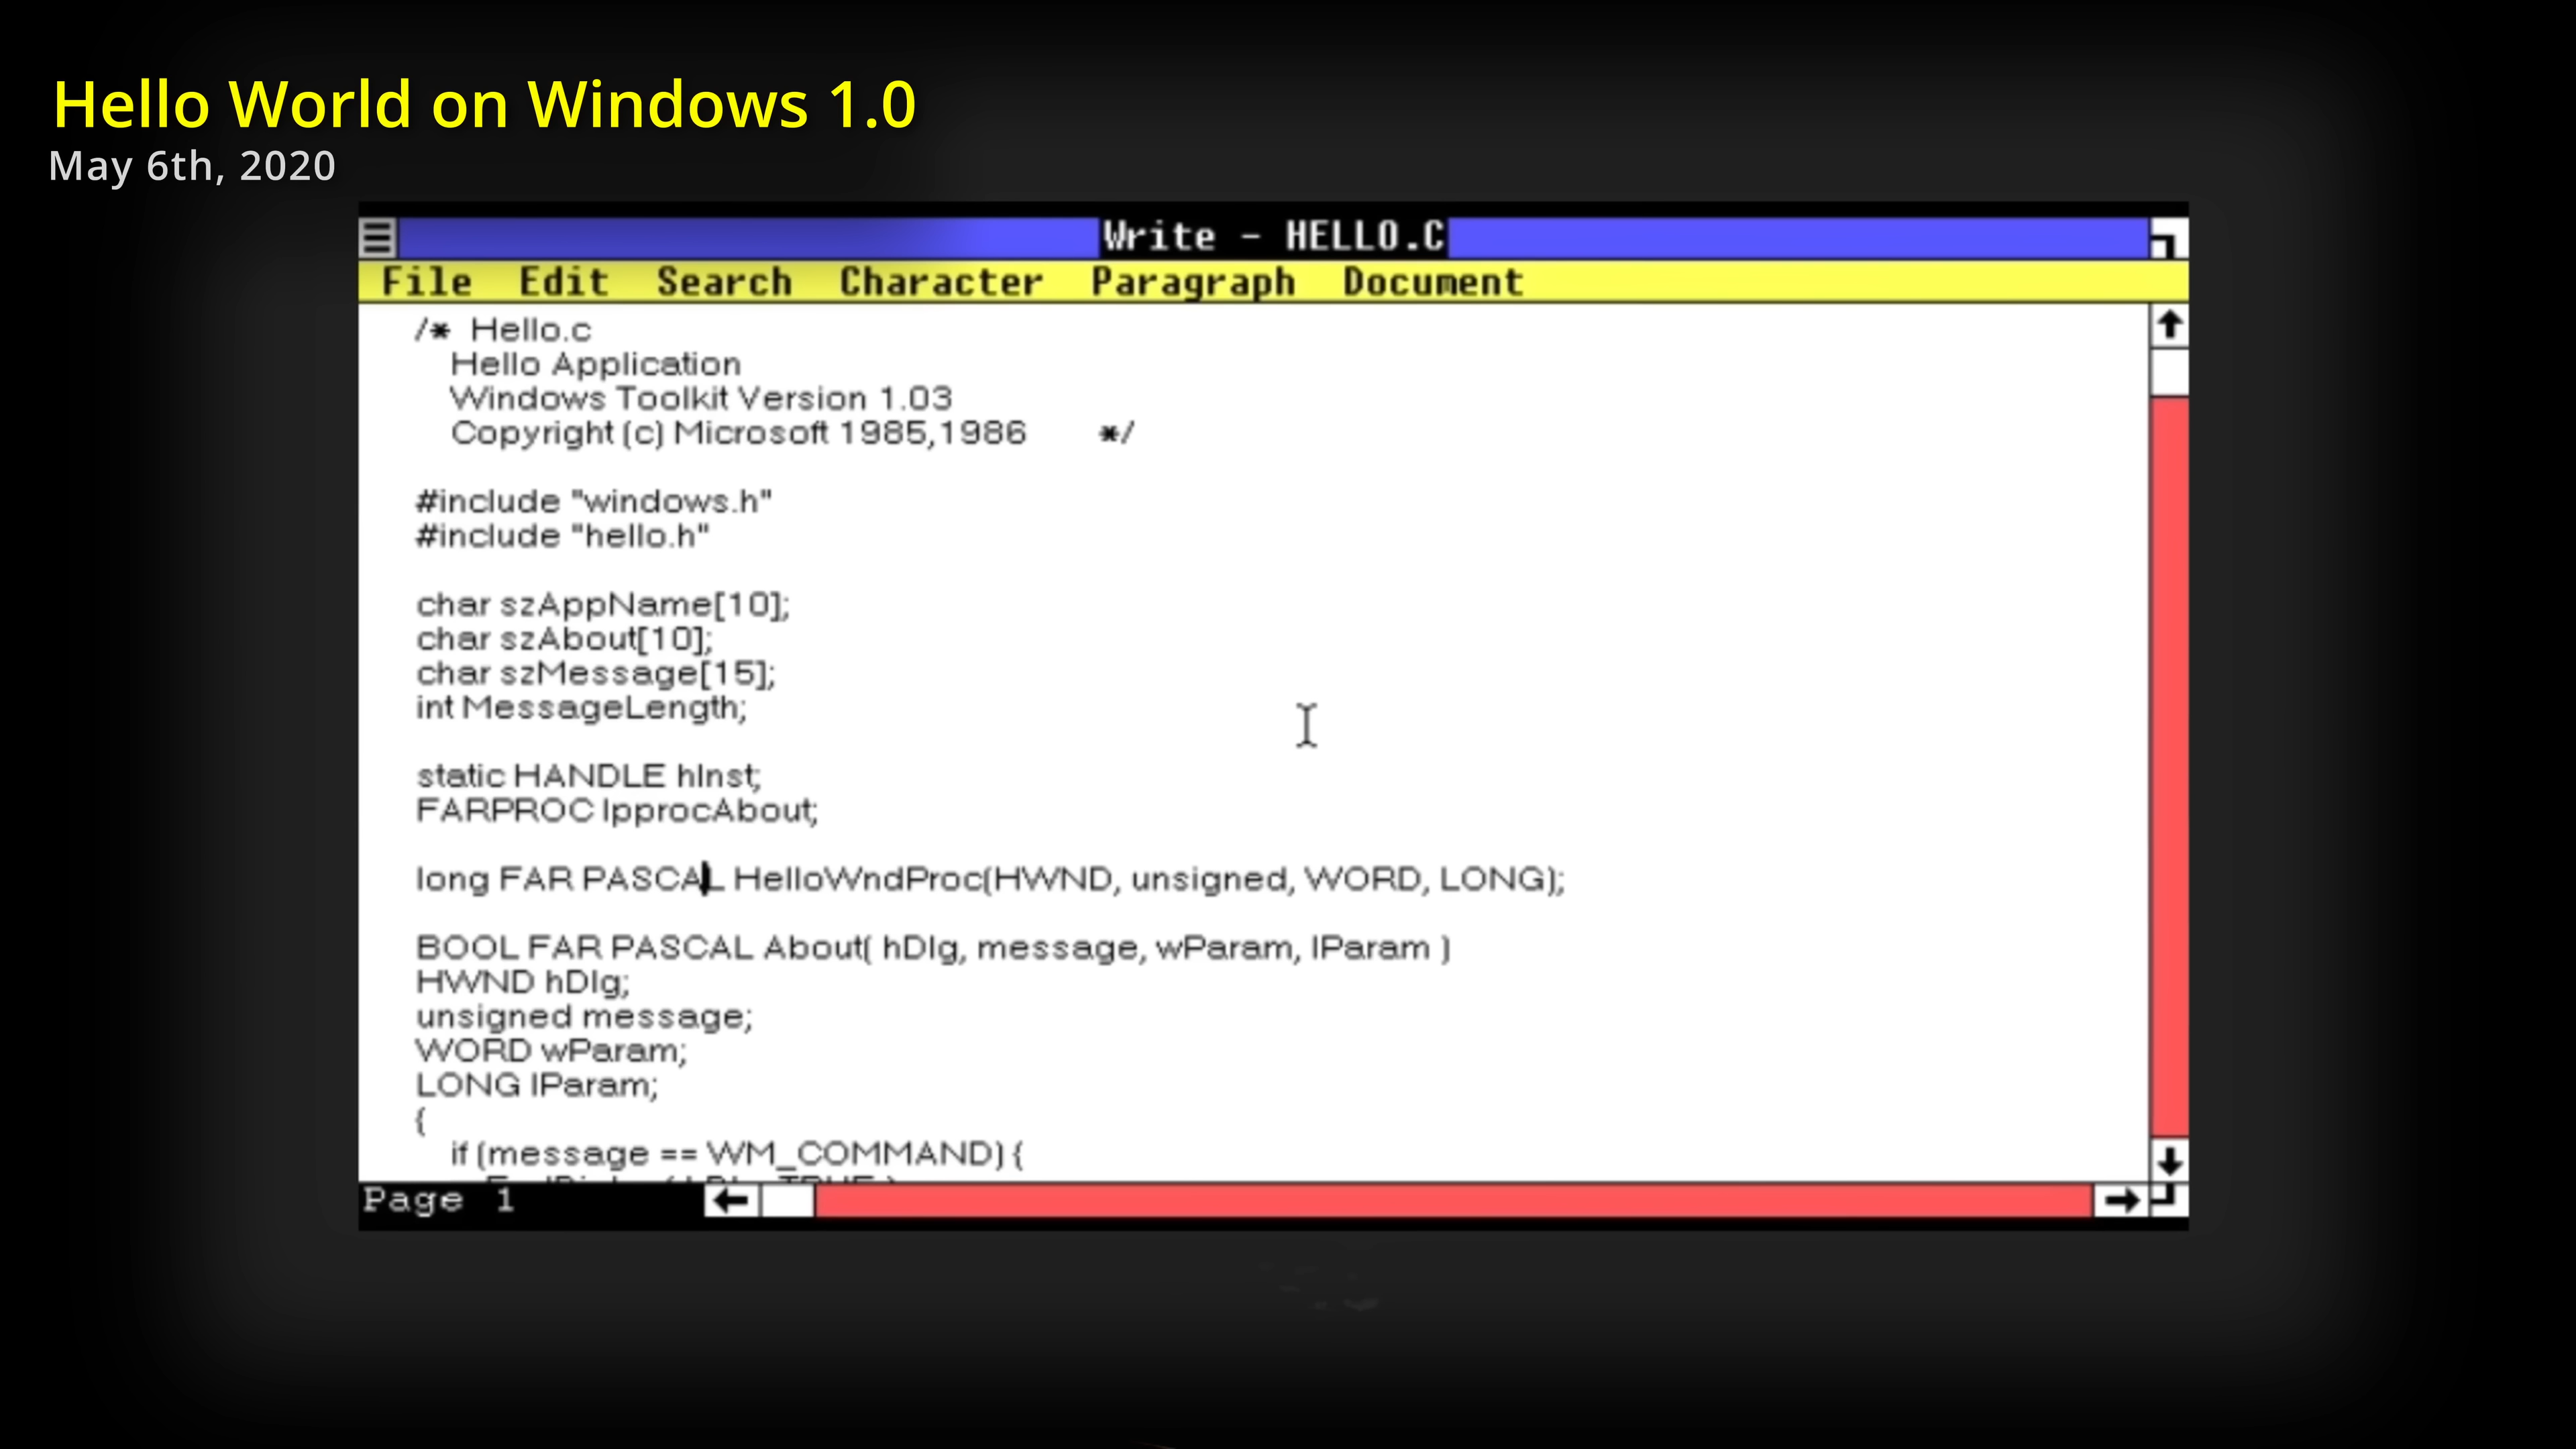 Hello World on Windows 1.0
May 6th, 2020
Write - HELLO.C
File Edit Search Character Paragraph Document
/* Hello.c
Hello Application
Windows Toolkit Version 1.03
Copyright (c) Microsoft 1985,1986 */
#include "windows.h"
#include "hello.h"
char szAppName[10];
char szAbout[10];
char szMessage[15];
int MessageLength;
static HANDLE hInst;
FARPROC lpprocAbout;
long FAR PASCAL HelloWndProc(HWND, unsigned, WORD, LONG);
BOOL FAR PASCAL About( hDlg, message, wParam, lParam )
HWND hDlg;
unsigned message;
WORD wParam;
LONG lParam;
{
if (message == WM_COMMAND) {
Page 1